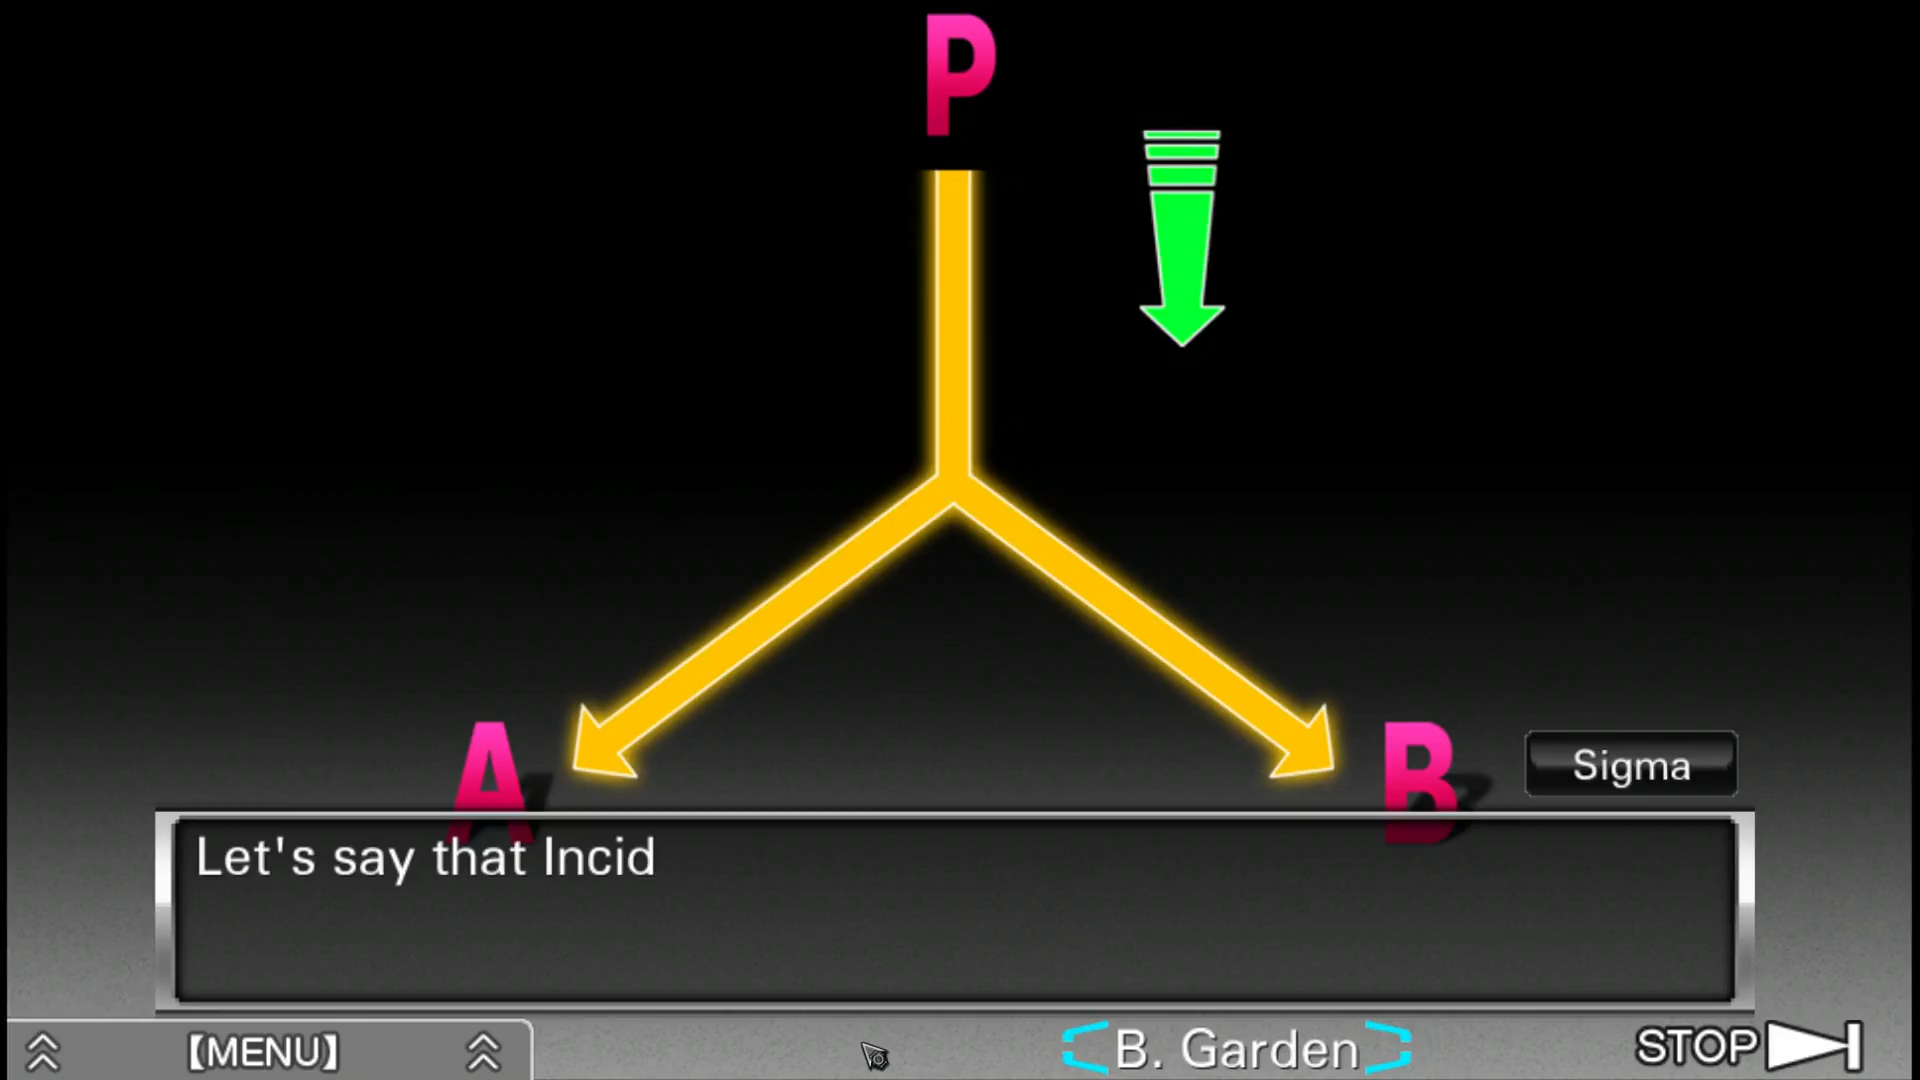 P
A
B
Sigma
Let's say that Incid
【MENU】
B. Garden
STOP